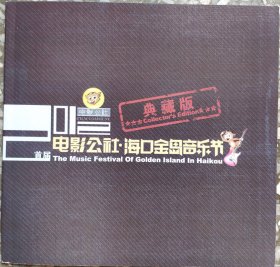 典藏版
Collector's Edition
2012
首届
电影公社·海口金岛音乐节
The Music Festival Of Golden Island In Haikou